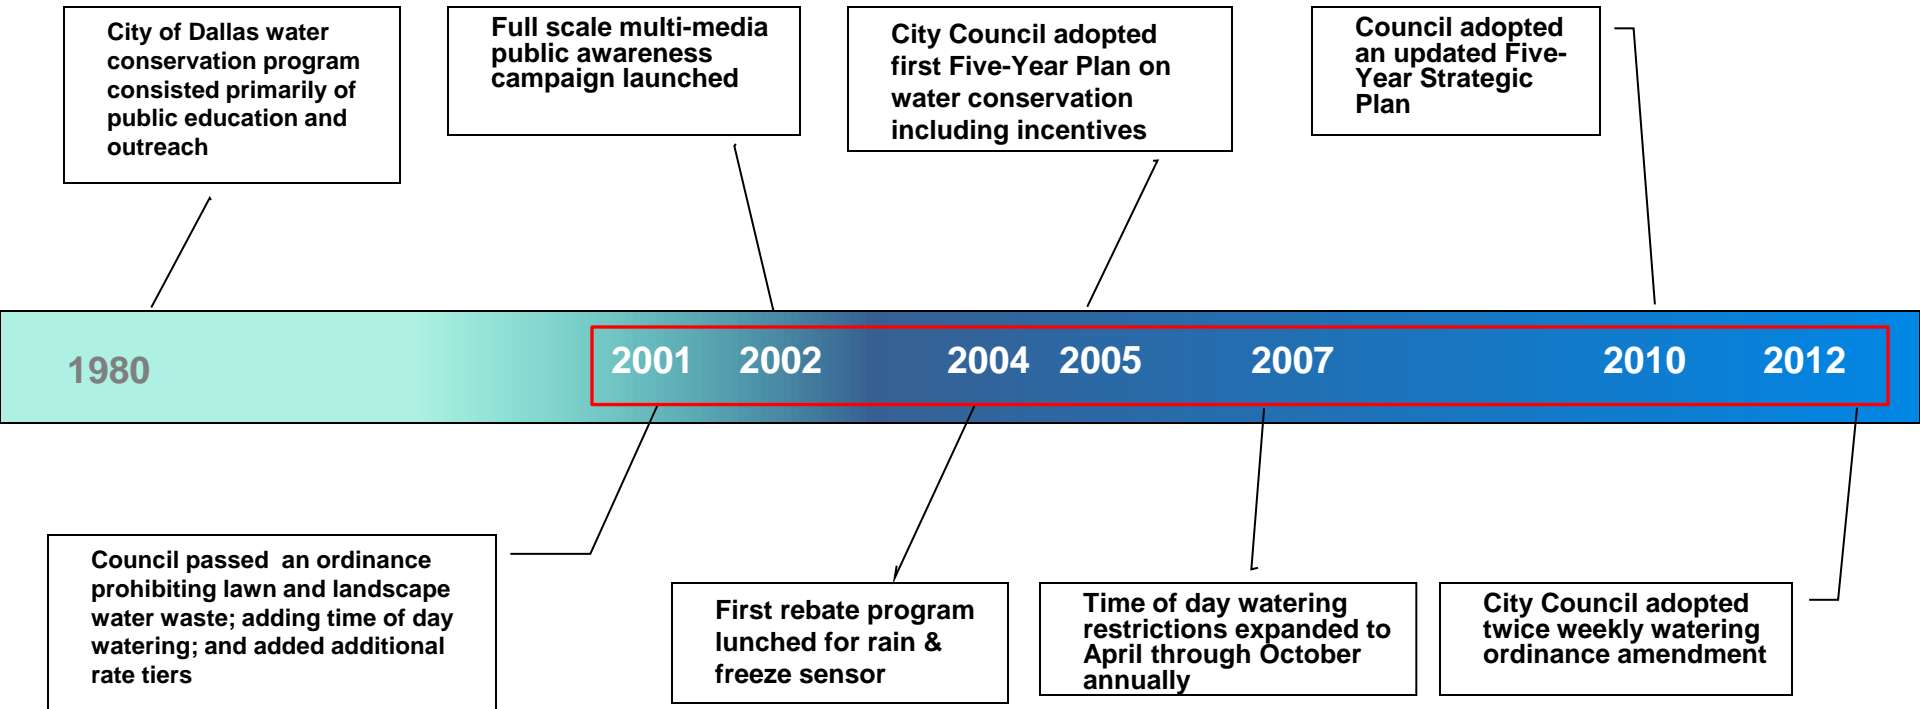 City of Dallas water
conservation program
consisted primarily of
public education and
outreach
Full scale multi-media
public awareness
campaign launched
City Council adopted
first Five-Year Plan on
water conservation
including incentives
Council adopted
an updated Five-
Year Strategic
Plan
1980
2001
2002
2004
2005
2007
2010
2012
Council passed  an ordinance
prohibiting lawn and landscape
water waste; adding time of day
watering; and added additional
rate tiers
First rebate program
lunched for rain &
freeze sensor
Time of day watering
restrictions expanded to
April through October
annually
City Council adopted
twice weekly watering
ordinance amendment